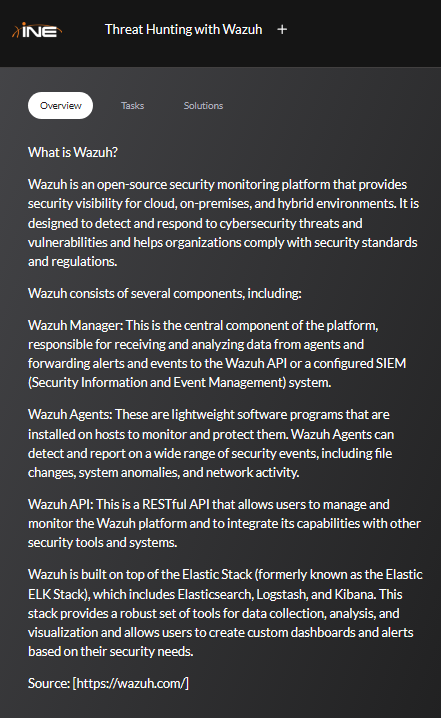 INE
Threat Hunting with Wazuh +
Overview Tasks Solutions
What is Wazuh?
Wazuh is an open-source security monitoring platform that provides
security visibility for cloud, on-premises, and hybrid environments. It is
designed to detect and respond to cybersecurity threats and
vulnerabilities and helps organizations comply with security standards
and regulations.
Wazuh consists of several components, including:
Wazuh Manager: This is the central component of the platform,
responsible for receiving and analyzing data from agents and
forwarding alerts and events to the Wazuh API or a configured SIEM
(Security Information and Event Management) system.
Wazuh Agents: These are lightweight software programs that are
installed on hosts to monitor and protect them. Wazuh Agents can
detect and report on a wide range of security events, including file
changes, system anomalies, and network activity.
Wazuh API: This is a RESTful API that allows users to manage and
monitor the Wazuh platform and to integrate its capabilities with other
security tools and systems.
Wazuh is built on top of the Elastic Stack (formerly known as the Elastic
ELK Stack), which includes Elasticsearch, Logstash, and Kibana. This
stack provides a robust set of tools for data collection, analysis, and
visualization and allows users to create custom dashboards and alerts
based on their security needs.
Source: [https://wazuh.com/]